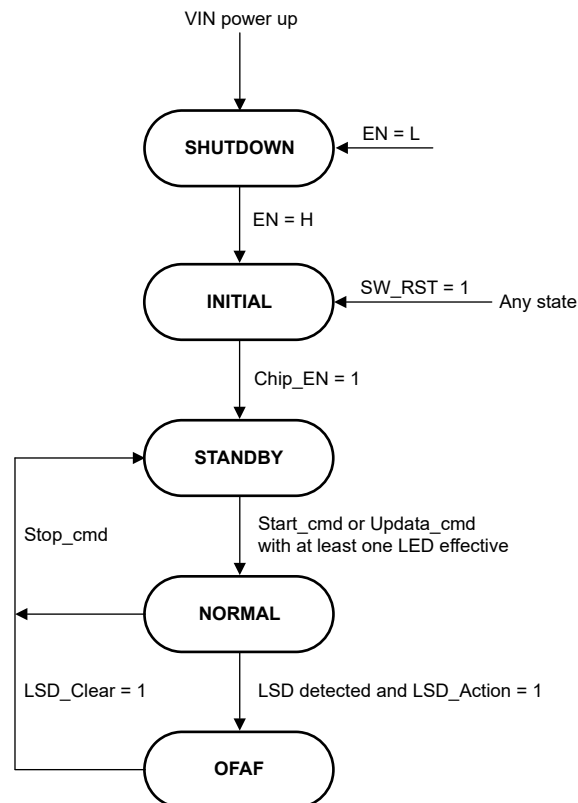 VIN power up
SHUTDOWN
EN = L
EN = H
INITIAL
SW_RST = 1
Any state
Chip_EN = 1
STANDBY
Stop_cmd
Start_cmd or Updata_cmd
with at least one LED effective
NORMAL
LSD_Clear = 1
LSD detected and LSD_Action = 1
OFAF